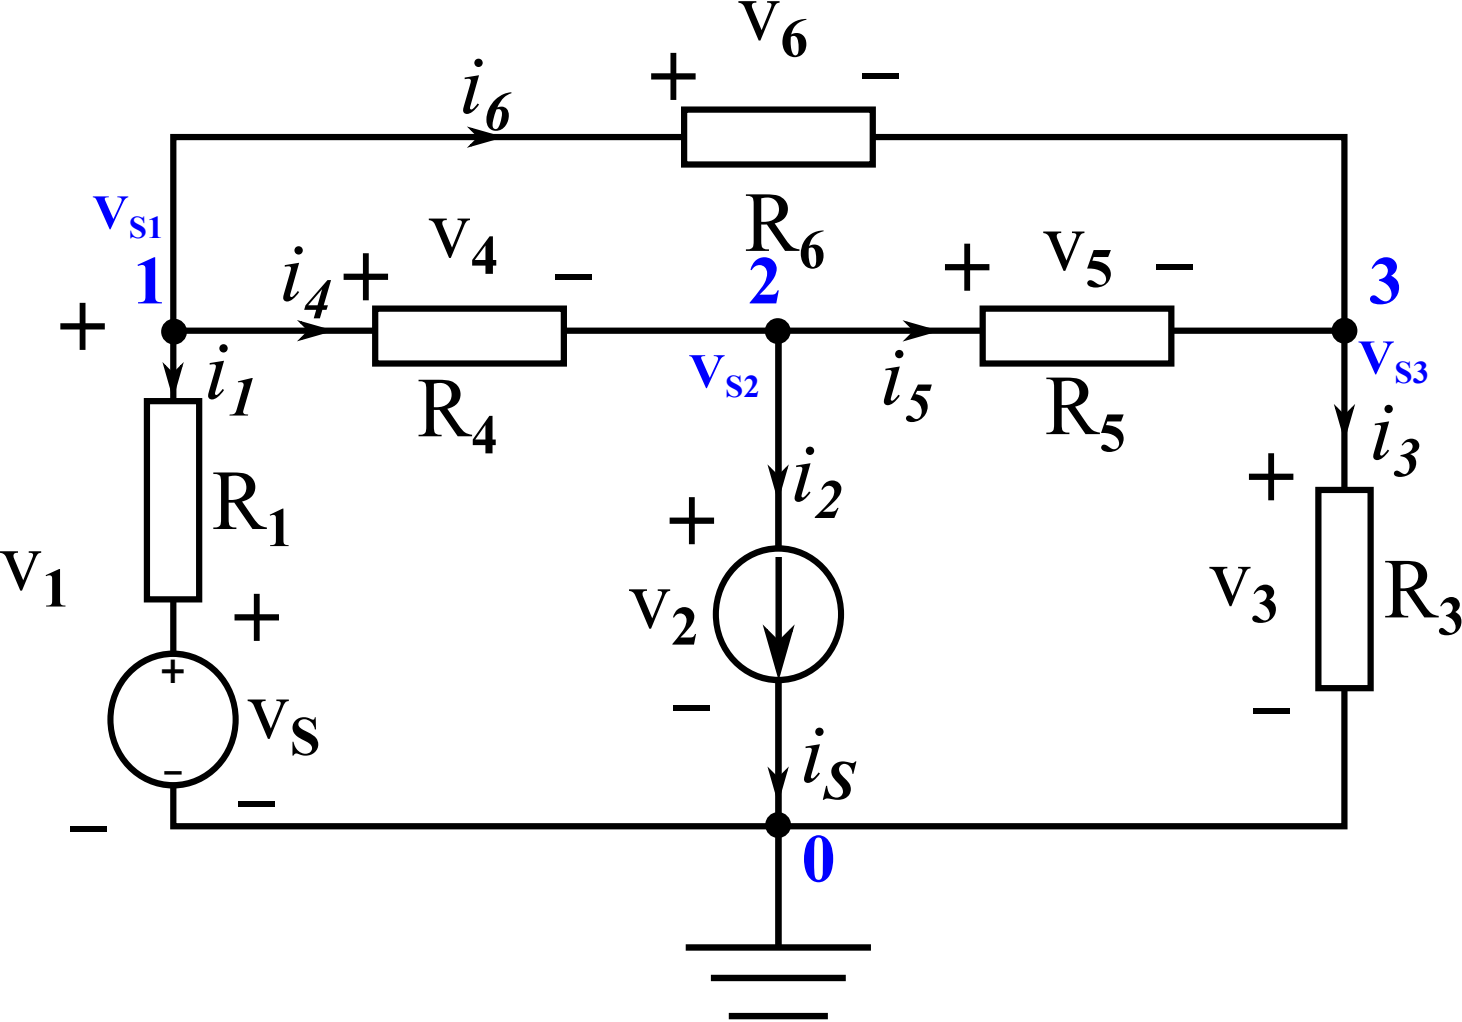 v6
+ −
i6
R6
vS1
1
v4
i4 + −
2
v5
+ −
3
+
i1
R4
vS2
i5
R5
vS3
i3
R1
i2
+
+
v1
+
v2
v3
R3
+
vS
−
−
iS
−
−
−
0